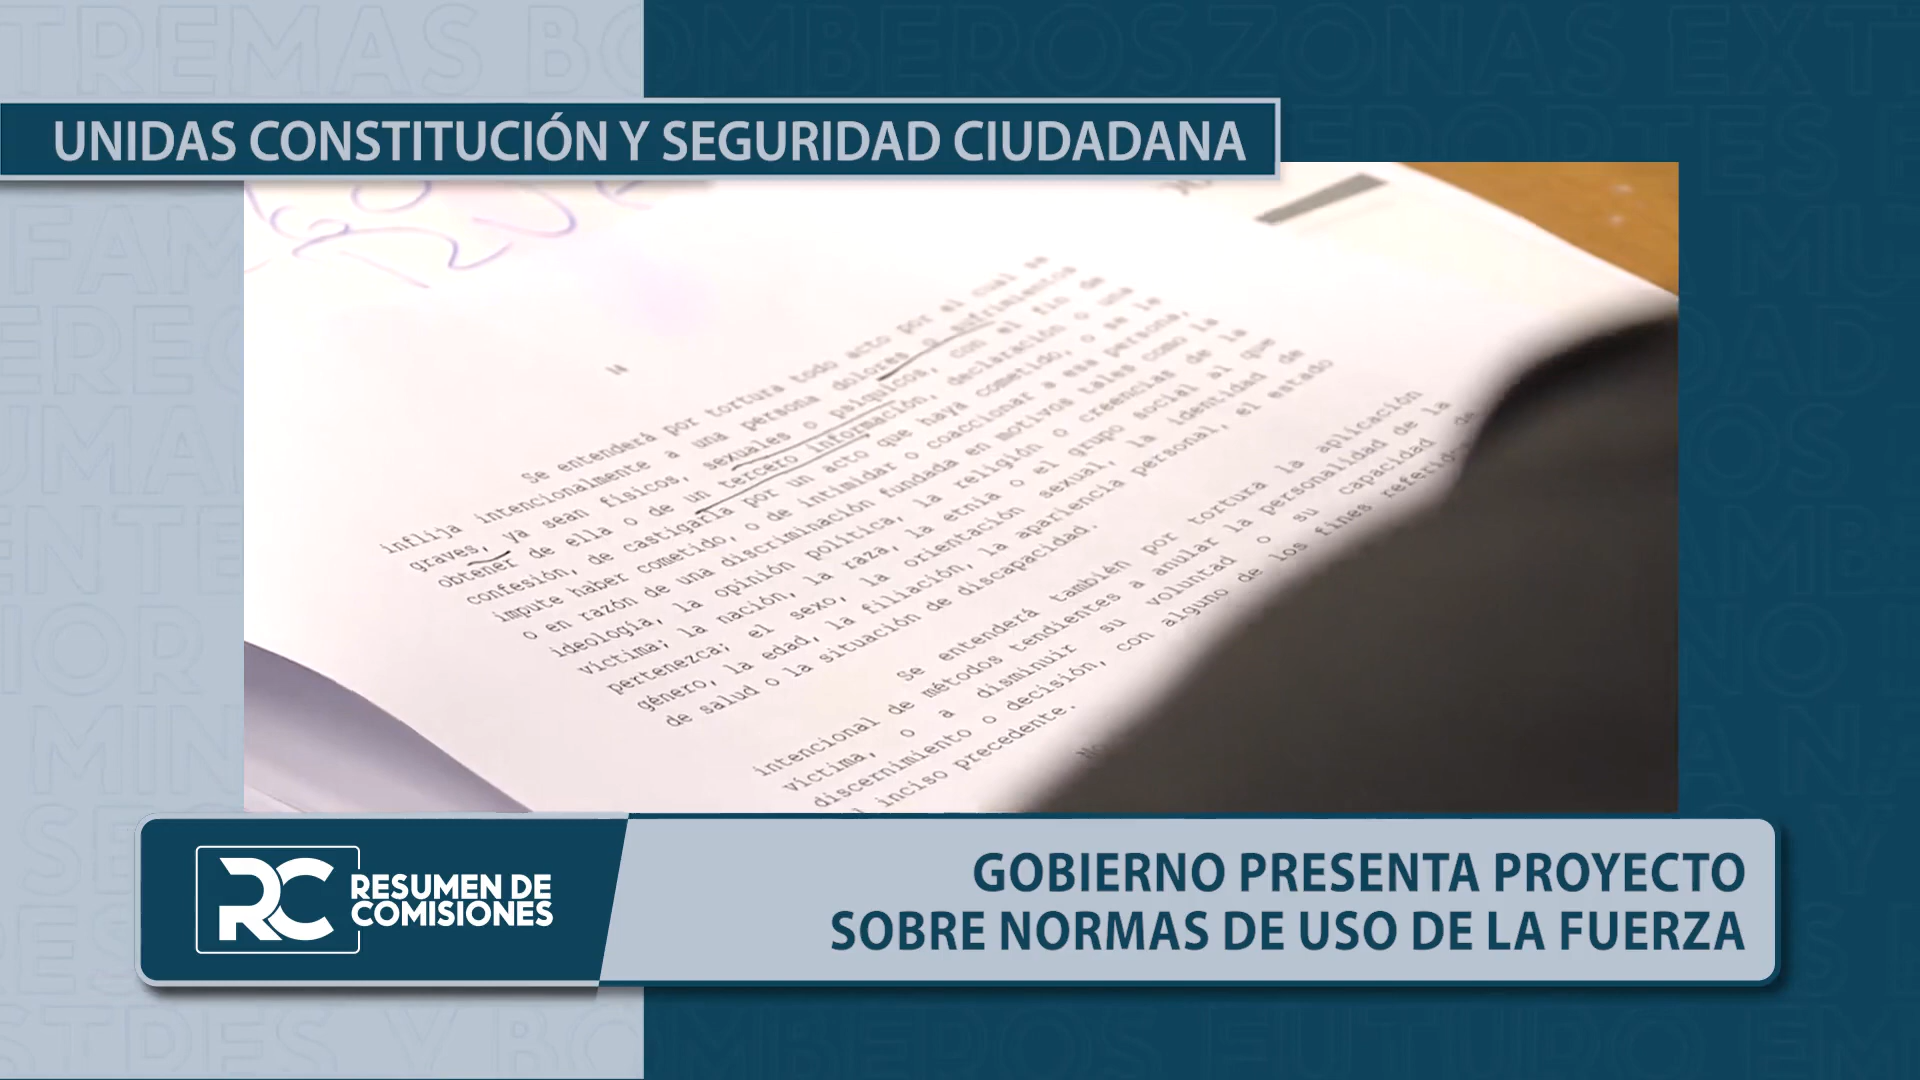 UNIDAS CONSTITUCIÓN Y SEGURIDAD CIUDADANA
14
Se entenderá por tortura todo acto por el cual se
inflija intencionalmente a una persona dolores o sufrimientos
graves, ya sean físicos, sexuales o psíquicos, con el fin de
obtener de ella o de un tercero información, declaración o una
confesión, de castigarla por un acto que haya cometido, o se le
impute haber cometido, o de intimidar o coaccionar a esa persona,
o en razón de una discriminación fundada en motivos tales como la
ideología, la opinión política, la religión o creencias de la
víctima; la nación, la raza, la etnia o el grupo social al que
pertenezca; el sexo, la orientación sexual, la identidad de
género, la edad, la filiación, la apariencia personal, el estado
de salud o la situación de discapacidad.
Se entenderá también por tortura la aplicación
intencional de métodos tendientes a anular la personalidad de la
víctima, o a disminuir su voluntad o su capacidad de
discernimiento o decisión, con alguno de los fines referidos
el inciso precedente.
RC RESUMEN DE
COMISIONES
GOBIERNO PRESENTA PROYECTO
SOBRE NORMAS DE USO DE LA FUERZA